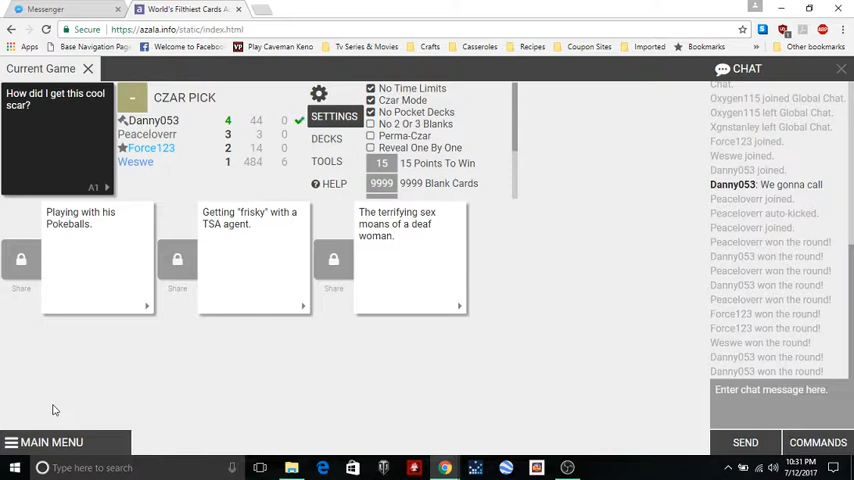 Messenger
World's Filthiest Cards A
Secure
https://azala.info/static/index.html
Apps
Base Navigation Page
Welcome to Facebo
Play Caveman Keno
Tv Series & Movies
Crafts
Casseroles
Coupon Sites
Imported
Bookmarks
Other bookmarks
Current Game
CHAT
How did I get this cool
scar?
A1
-
CZAR PICK
Danny053 4 44 0
Peaceloverr 3 3 0
Force123 2 14 0
Weswe 1 484 6
SETTINGS
DECKS
TOOLS
HELP
No Time Limits
Czar Mode
No Pocket Decks
No 2 Or 3 Blanks
Perma-Czar
Reveal One By One
15 15 Points To Win
9999 9999 Blank Cards
Share
Playing with his
Pokeballs.
Share
Getting "frisky" with a
TSA agent.
Share
The terrifying sex
moans of a deaf
woman.
Chat.
Oxygen115 joined Global Chat.
Oxygen115 left Global Chat.
Xgnstanley left Global Chat.
Force123 joined.
Weswe joined.
Danny053 joined.
Danny053: We gonna call
Peaceloverr joined.
Peaceloverr auto-kicked.
Peaceloverr joined.
Peaceloverr won the round!
Danny053 won the round!
Peaceloverr won the round!
Danny053 won the round!
Peaceloverr won the round!
Force123 won the round!
Force123 won the round!
Weswe won the round!
Danny053 won the round!
Danny053 won the round!
Enter chat message here.
SEND
COMMANDS
MAIN MENU
Type here to search
10:31 PM
7/12/2017